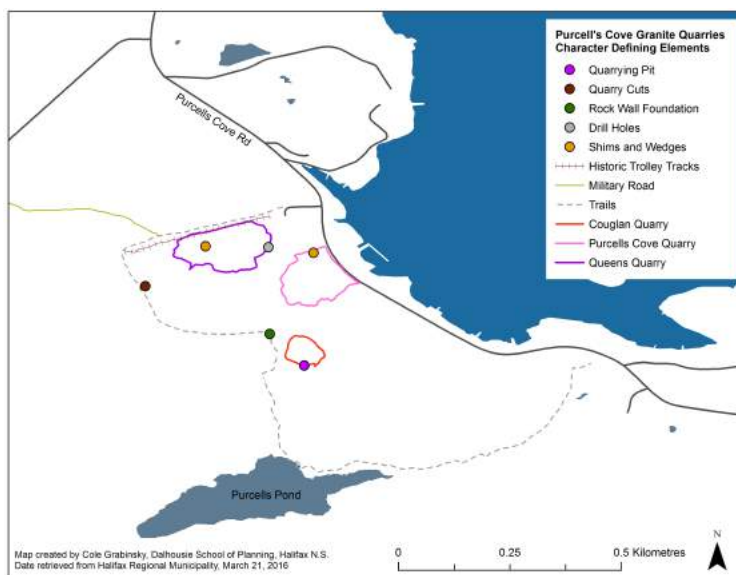 Purcell's Cove Granite Quarries
Character Defining Elements
Quarrying Pit
Quarry Cuts
Rock Wall Foundation
Drill Holes
Shims and Wedges
Historic Trolley Tracks
Military Road
Trails
Couglan Quarry
Purcells Cove Quarry
Queens Quarry
Purcells Cove Rd
Purcells Pond
Map created by Cole Grabinsky, Dalhousie School of Planning, Halifax N.S.
Date retrieved from Halifax Regional Municipality, March 21, 2016
0 0.25 0.5 Kilometres
N